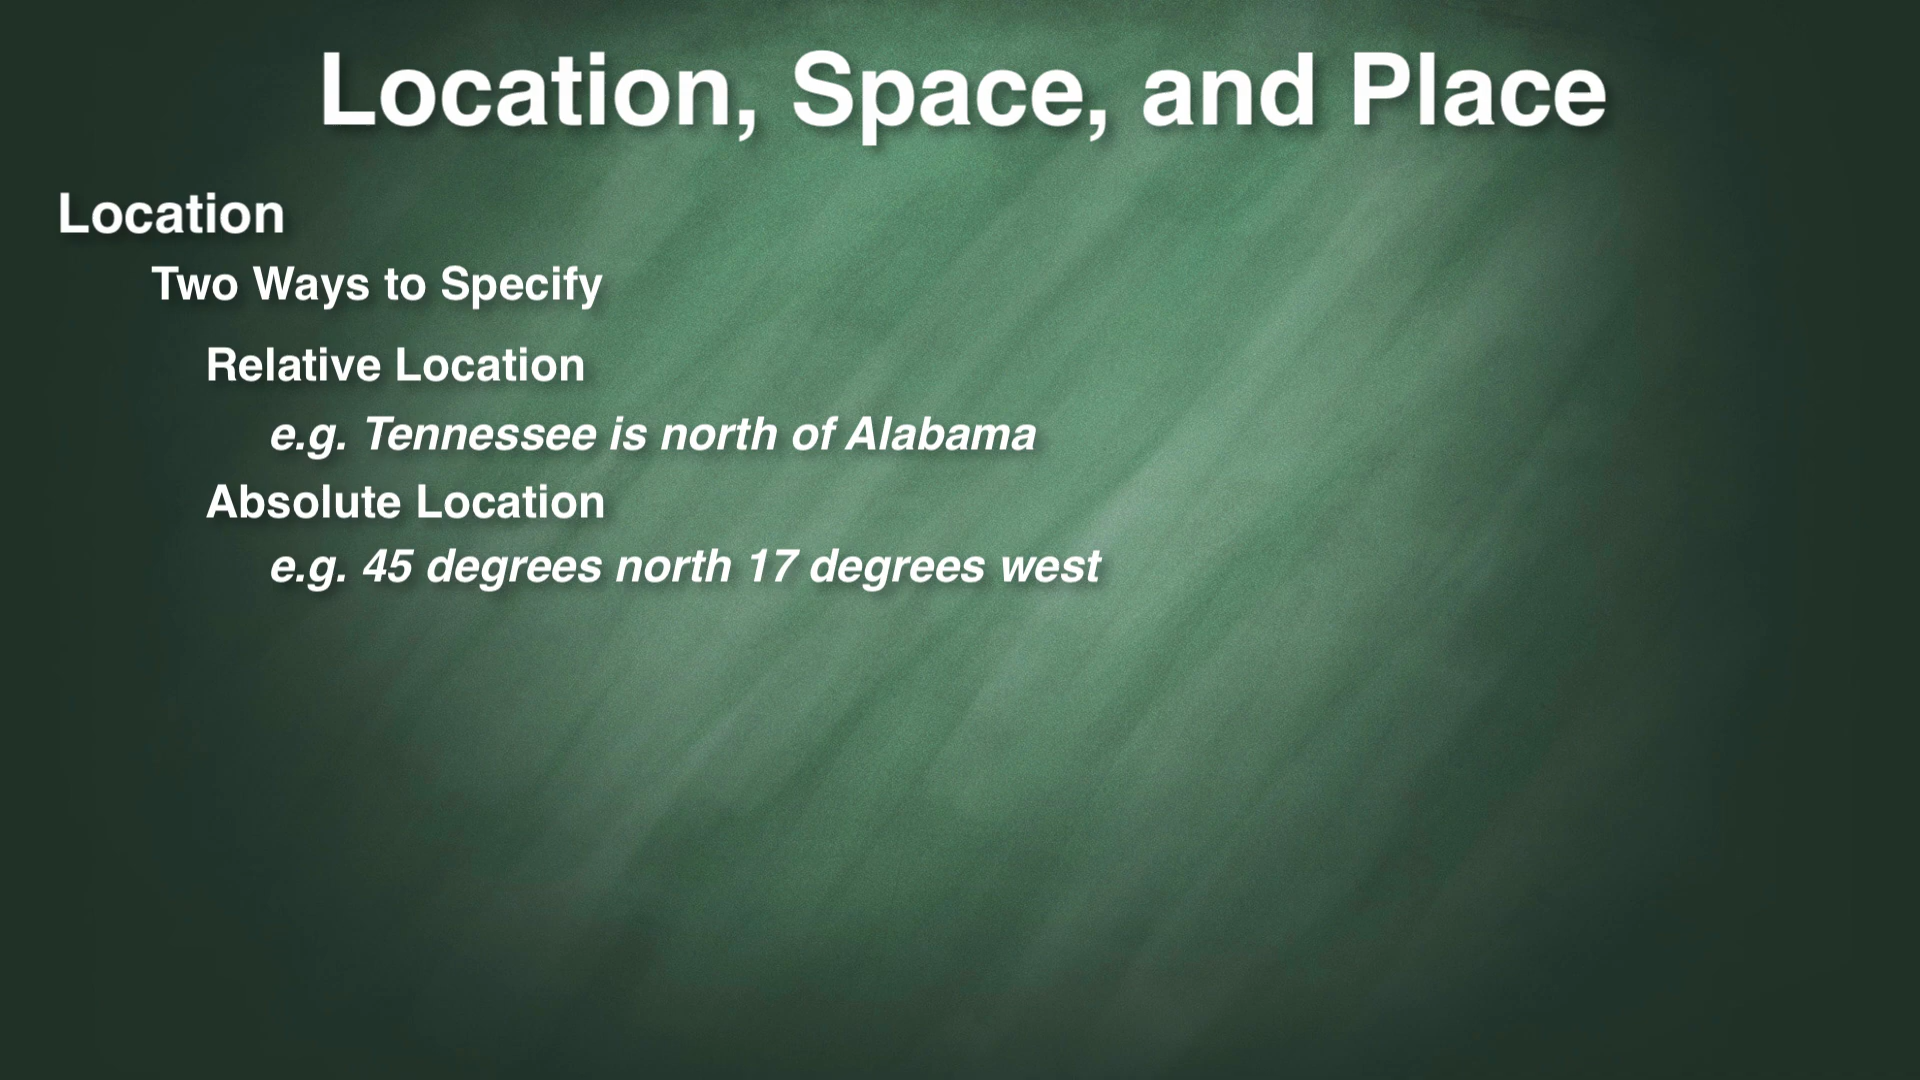 Location, Space, and Place
Location
Two Ways to Specify
Relative Location
e.g. Tennessee is north of Alabama
Absolute Location
e.g. 45 degrees north 17 degrees west